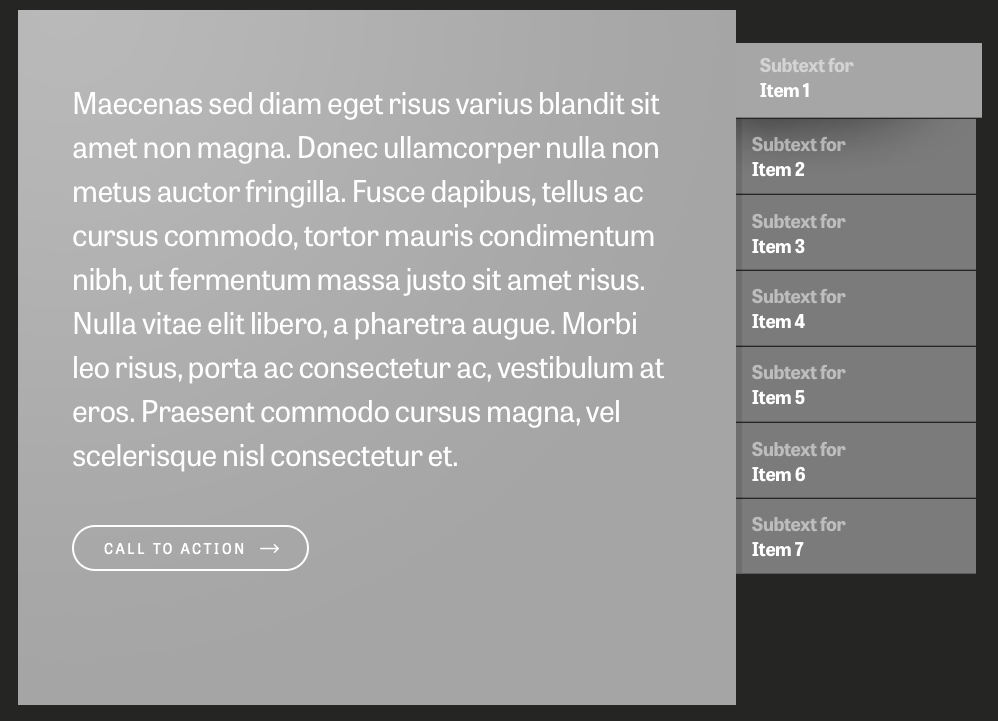 Maecenas sed diam eget risus varius blandit sit
amet non magna. Donec ullamcorper nulla non
metus auctor fringilla. Fusce dapibus, tellus ac
cursus commodo, tortor mauris condimentum
nibh, ut fermentum massa justo sit amet risus.
Nulla vitae elit libero, a pharetra augue. Morbi
leo risus, porta ac consectetur ac, vestibulum at
eros. Praesent commodo cursus magna, vel
scelerisque nisl consectetur et.
CALL TO ACTION →
Subtext for
Item 1
Subtext for
Item 2
Subtext for
Item 3
Subtext for
Item 4
Subtext for
Item 5
Subtext for
Item 6
Subtext for
Item 7